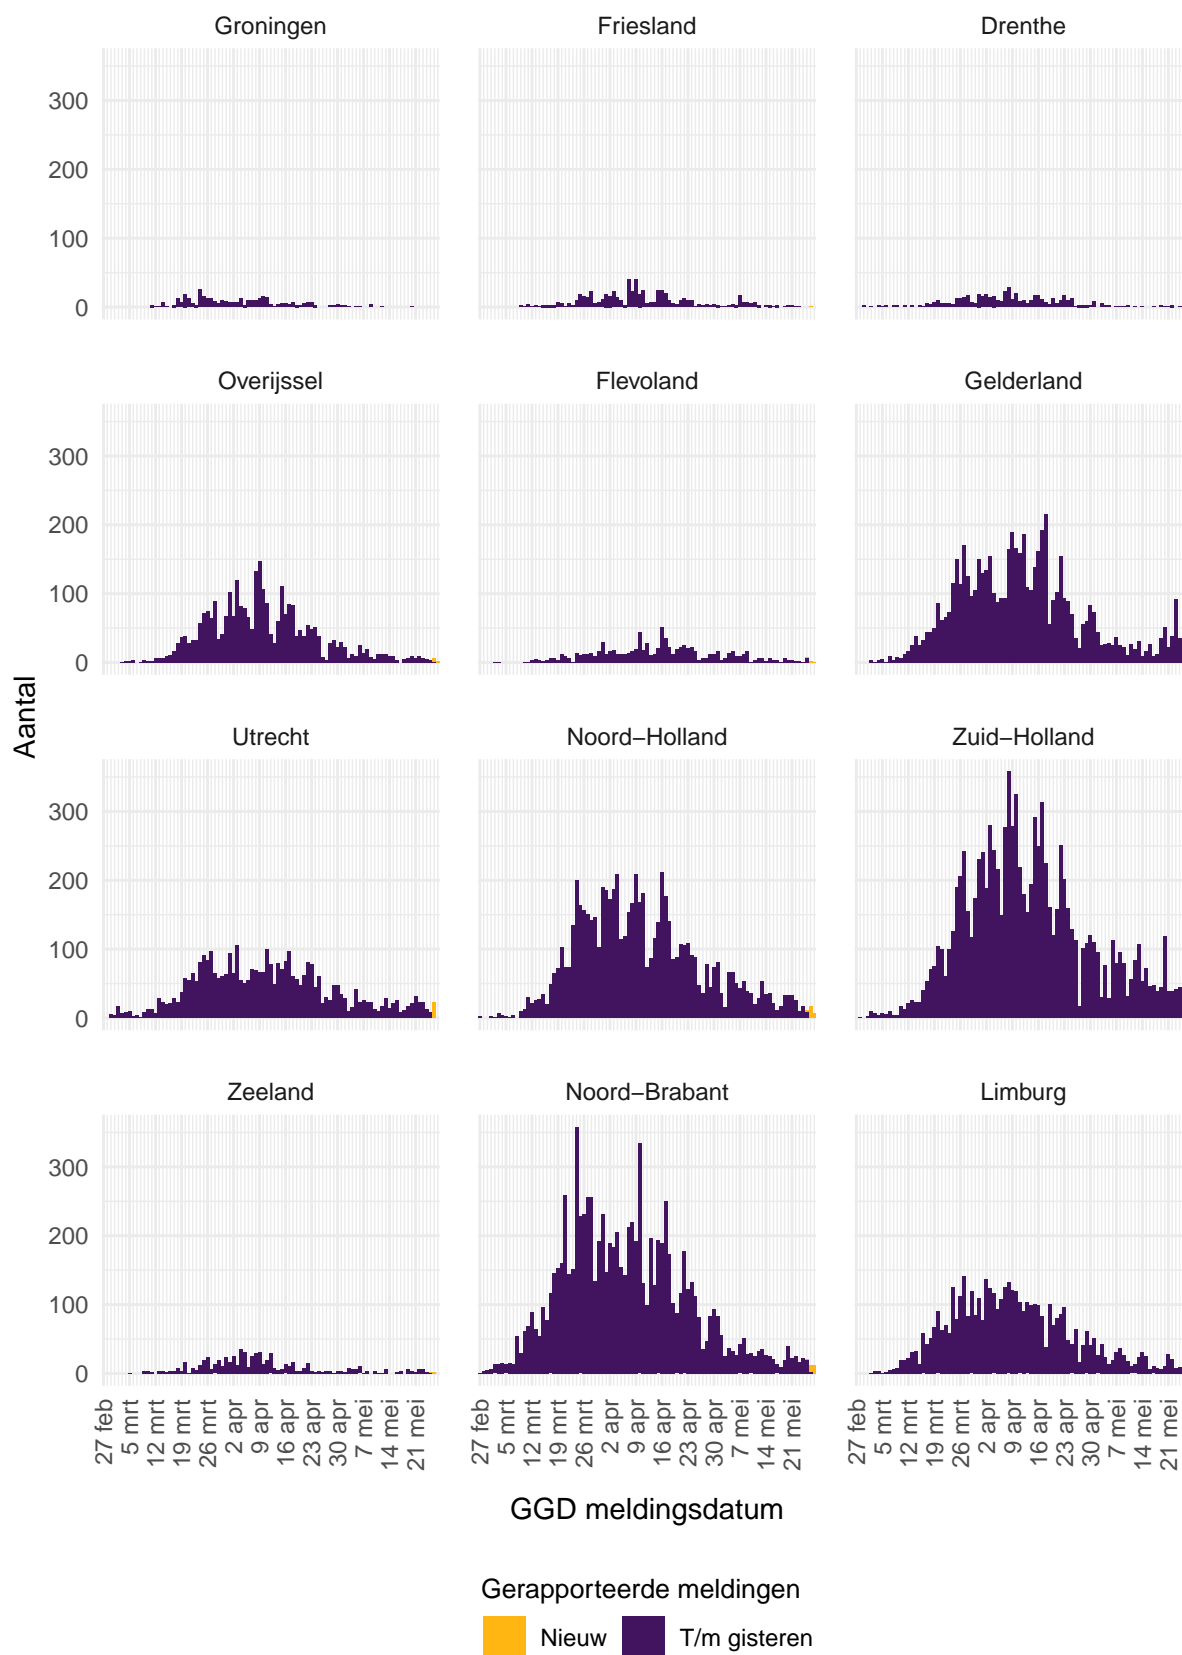 Groningen Friesland Drenthe
300
200
100
0
Overijssel Flevoland Gelderland
300
200
100
0
Aantal
Utrecht Noord–Holland Zuid–Holland
300
200
100
0
Zeeland Noord–Brabant Limburg
300
200
100
0
27 feb 5 mrt 12 mrt 19 mrt 26 mrt 2 apr 9 apr 16 apr 23 apr 30 apr 7 mei 14 mei 21 mei 27 feb 5 mrt 12 mrt 19 mrt 26 mrt 2 apr 9 apr 16 apr 23 apr 30 apr 7 mei 14 mei 21 mei 27 feb 5 mrt 12 mrt 19 mrt 26 mrt 2 apr 9 apr 16 apr 23 apr 30 apr 7 mei 14 mei 21 mei
GGD meldingsdatum
Gerapporteerde meldingen
Nieuw T/m gisteren